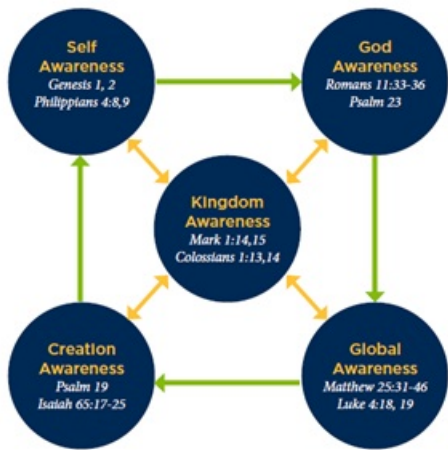 Self
Awareness
Genesis 1, 2
Philippians 4:8,9
God
Awareness
Romans 11:33-36
Psalm 23
Kingdom
Awareness
Mark 1:14,15
Colossians 1:13,14
Creation
Awareness
Psalm 19
Isaiah 65:17-25
Global
Awareness
Matthew 25:31-46
Luke 4:18, 19